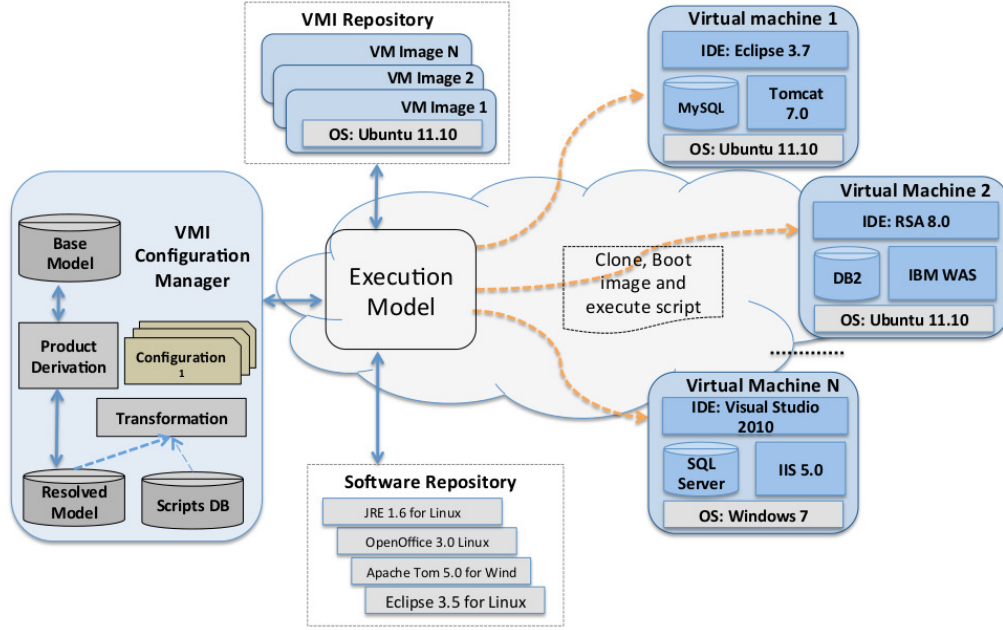 VMI Repository
VM Image N
VM Image 2
VM Image 1
OS: Ubuntu 11.10
VMI
Configuration
Manager
Base
Model
Product
Derivation
Configuration
1
Transformation
Resolved
Model
Scripts DB
Execution
Model
Clone, Boot
image and
execute script
Software Repository
JRE 1.6 for Linux
OpenOffice 3.0 Linux
Apache Tom 5.0 for Wind
Eclipse 3.5 for Linux
Virtual machine 1
IDE: Eclipse 3.7
MySQL
Tomcat
7.0
OS: Ubuntu 11.10
Virtual Machine 2
IDE: RSA 8.0
DB2
IBM WAS
OS: Ubuntu 11.10
Virtual Machine N
IDE: Visual Studio
2010
SQL
Server
IIS 5.0
OS: Windows 7